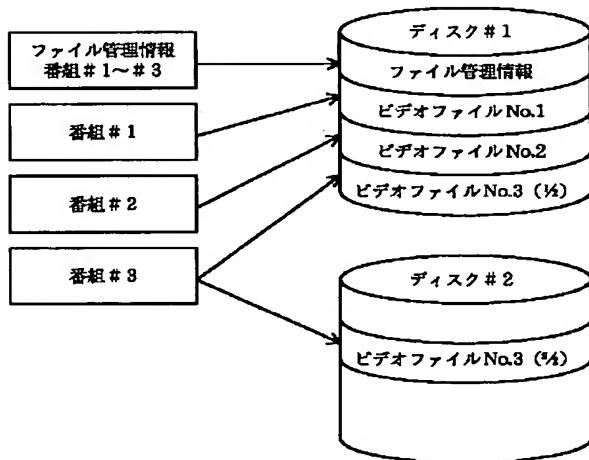 ファイル管理情報
番組#1～#3
番組#1
番組#2
番組#3
ディスク#1
ファイル管理情報
ビデオファイルNo.1
ビデオファイルNo.2
ビデオファイルNo.3 (½)
ディスク#2
ビデオファイルNo.3